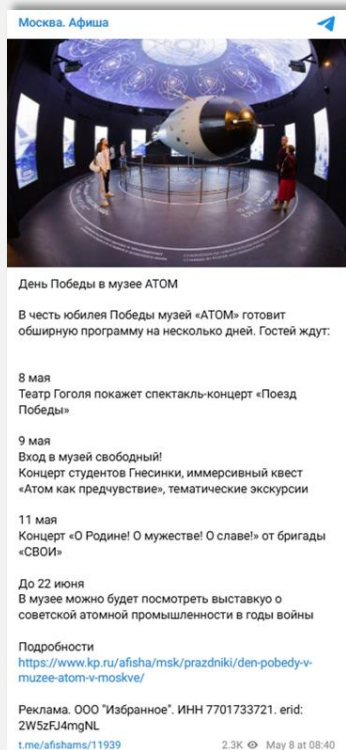 Москва. Афиша
День Победы в музее АТОМ
В честь юбилея Победы музей «АТОМ» готовит
обширную программу на несколько дней. Гостей ждут:
8 мая
Театр Гоголя покажет спектакль-концерт «Поезд
Победы»
9 мая
Вход в музей свободный!
Концерт студентов Гнесинки, иммерсивный квест
«Атом как предчувствие», тематические экскурсии
11 мая
Концерт «О Родине! О мужестве! О славе!» от бригады
«СВОИ»
До 22 июня
В музее можно будет посмотреть выставкую о
советской атомной промышленности в годы войны
Подробности
https://www.kp.ru/afisha/msk/prazdniki/den-pobedy-v-
muzee-atom-v-moskve/
Реклама. ООО "Избранное". ИНН 7701733721. erid:
2W5zFJ4mgNL
t.me/afishams/11939 2.3K May 8 at 08:40